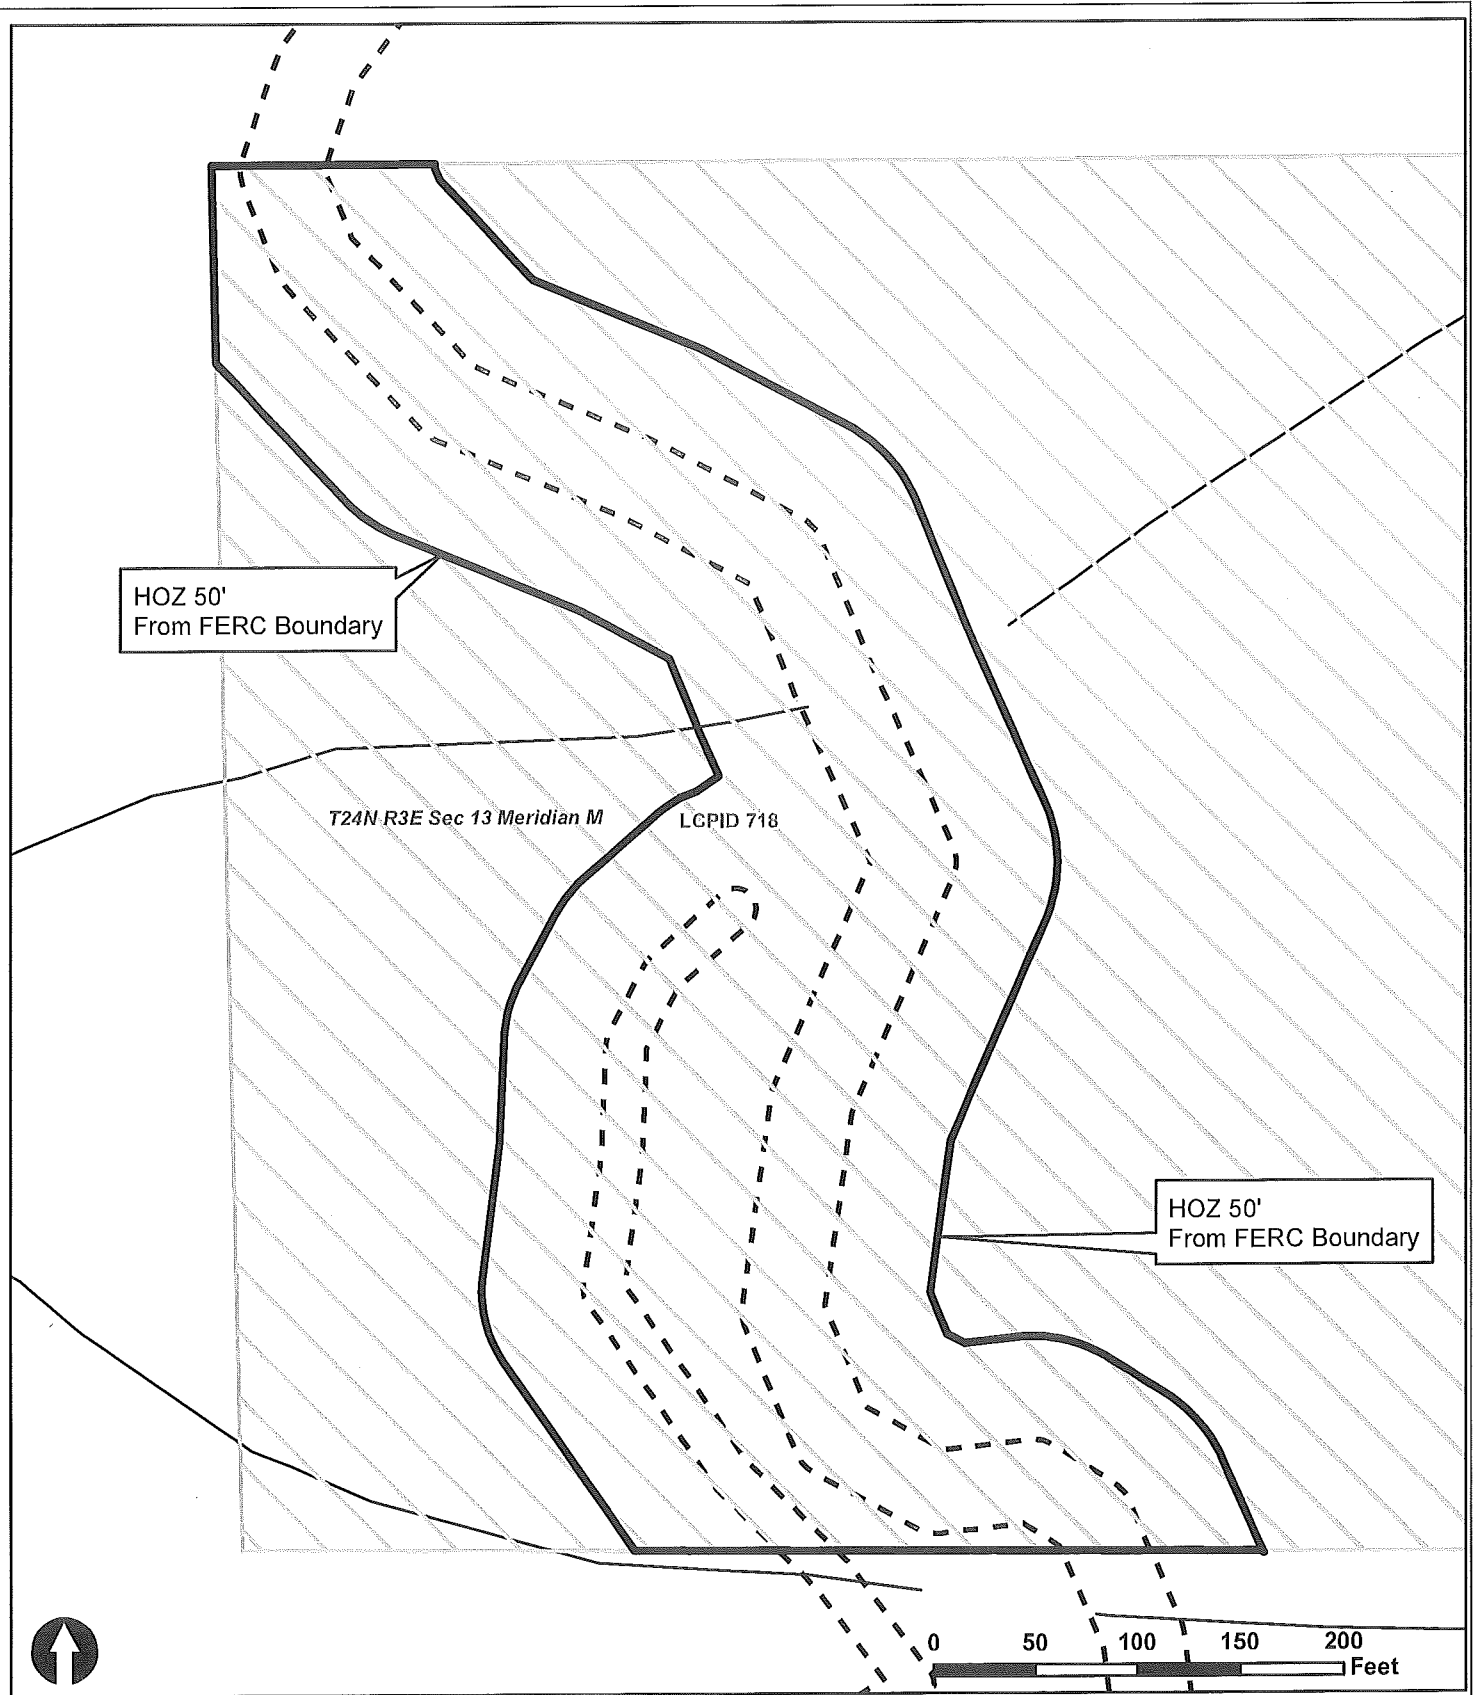 HOZ 50'
From FERC Boundary
T24N R3E Sec 13 Meridian M
LCPID 718
HOZ 50'
From FERC Boundary
0 50 100 150 200
Feet